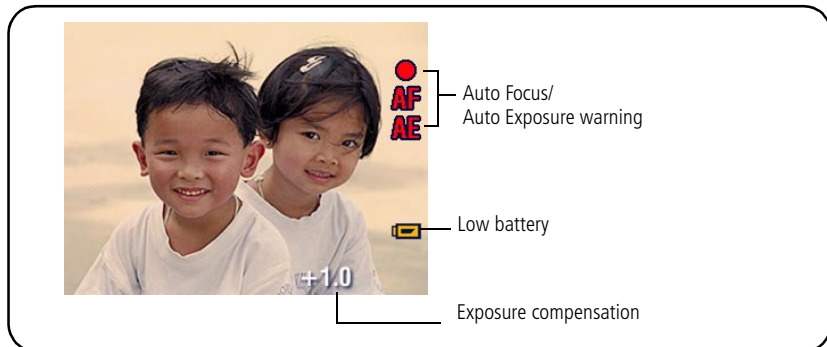 AF
AE
Auto Focus/
Auto Exposure warning
Low battery
+1.0
Exposure compensation